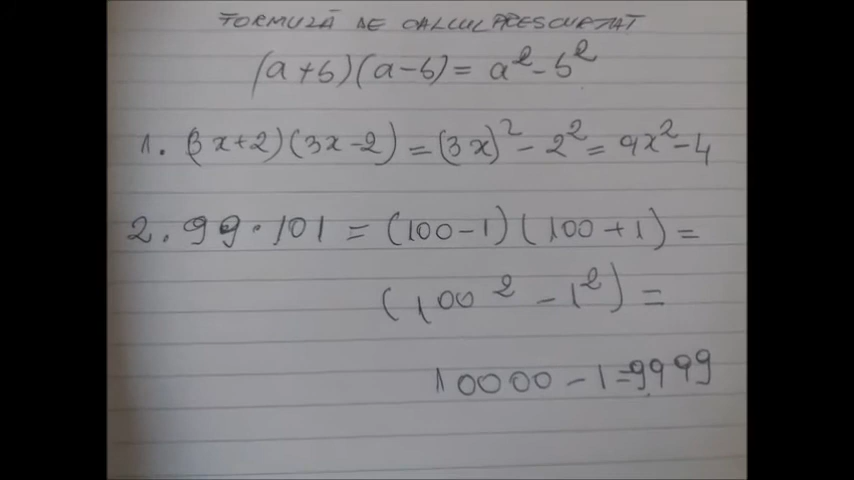 FORMULĂ DE CALCUL PRESCURTAT
(a+b)(a-b)= a²-b²
1. (3x+2)(3x-2)=(3x)²-2²=9x²-4
2. 99·101=(100-1)(100+1)=
(100²-1²)=
10000-1=9999